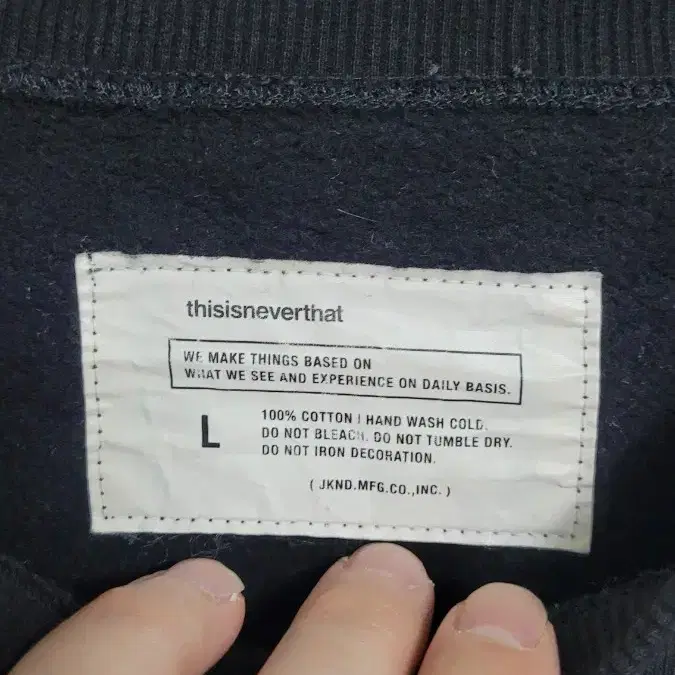 thisisneverthat
WE MAKE THINGS BASED ON
WHAT WE SEE AND EXPERIENCE ON DAILY BASIS.
L
100% COTTON / HAND WASH COLD.
DO NOT BLEACH. DO NOT TUMBLE DRY.
DO NOT IRON DECORATION.
( JKND.MFG.CO.,INC. )